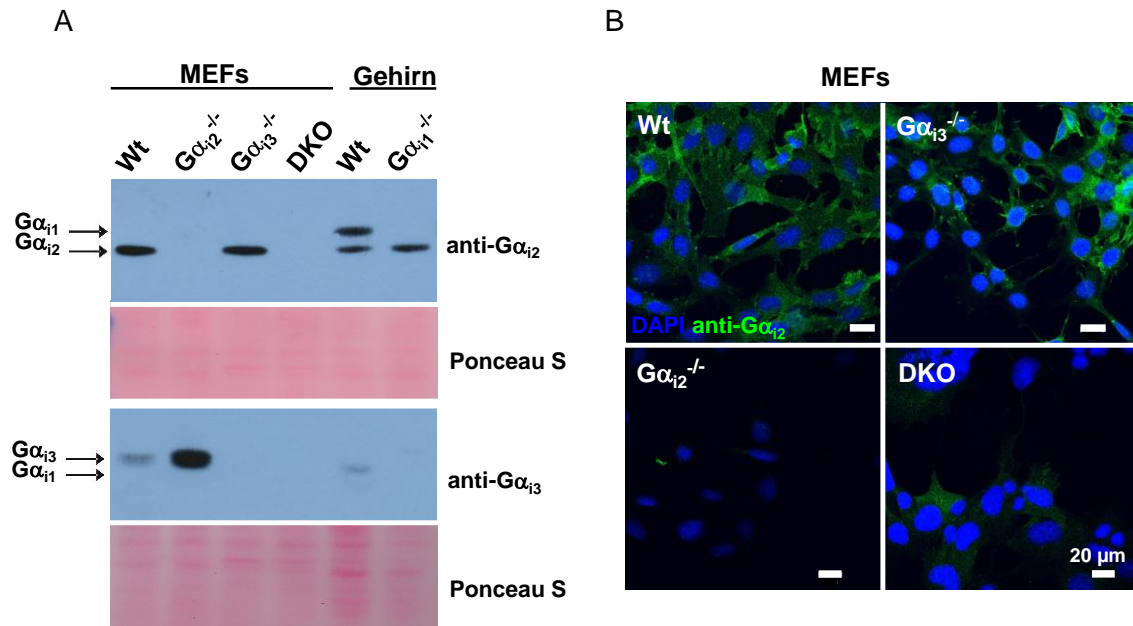 A
MEFs Gehirn
Wt Gαi2-/- Gαi3-/- DKO Wt Gαi1-/-
Gαi1
Gαi2
anti-Gαi2
Ponceau S
Gαi3
Gαi1
anti-Gαi3
Ponceau S
B
MEFs
Wt
Gαi3-/-
DAPI anti-Gαi2
Gαi2-/-
DKO
20 µm